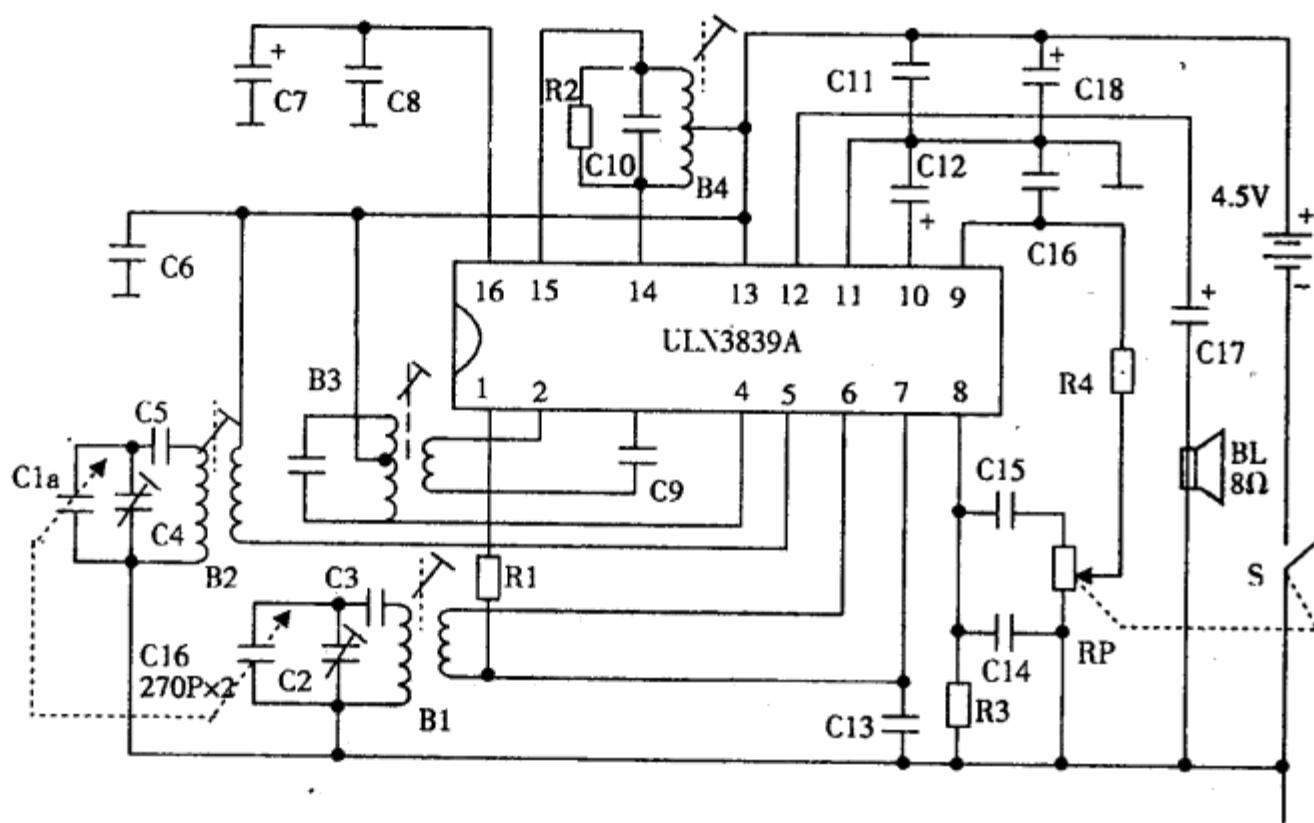 C7
C8
R2
C10
B4
C11
C18
C12
C16
4.5V
+
+
+
+
+
−
C6
16
15
14
13
12
11
10
9
ULN3839A
1
2
4
5
6
7
8
B3
C5
C1a
C4
B2
C9
R1
C3
C16
270P×2
C2
B1
C15
C14
R3
C13
RP
R4
C17
BL
8Ω
S